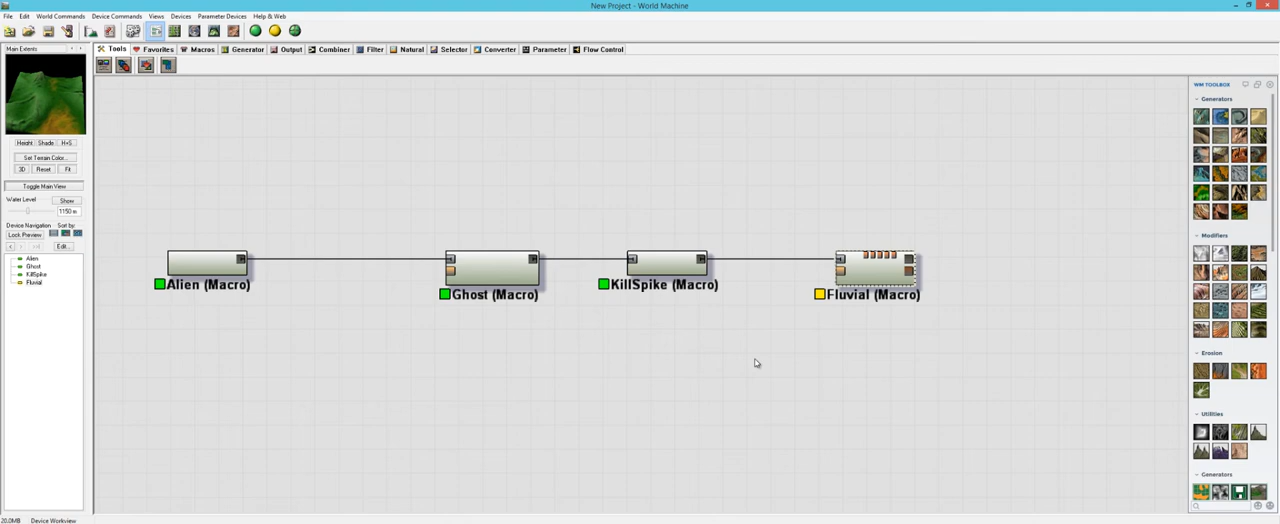 New Project - World Machine
File Edit World Commands Device Commands Views Devices Parameter Devices Help & Web
Main Extents
Tools Favorites Macros Generator Output Combiner Filter Natural Selector Converter Parameter Flow Control
WM TOOLBOX
Generators
Height Shade H+S
Set Terrain Color...
3D Reset Fit
Toggle Main View
Water Level Show
1150 m
Device Navigation Sort by:
Lock Preview
Edit...
Alien
Ghost
KillSpike
Fluvial
Alien (Macro)
Ghost (Macro)
KillSpike (Macro)
Fluvial (Macro)
Modifiers
Erosion
Utilities
Generators
20.0MB Device Workview